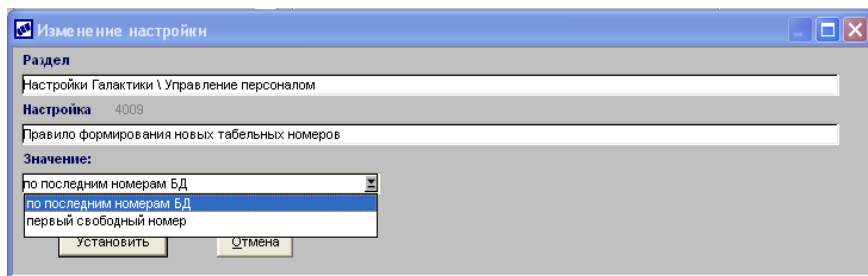 Изменение настройки
Раздел
Настройки Галактики \ Управление персоналом
Настройка 4009
Правило формирования новых табельных номеров
Значение:
по последним номерам БД
по последним номерам БД
первый свободный номер
Установить Отмена